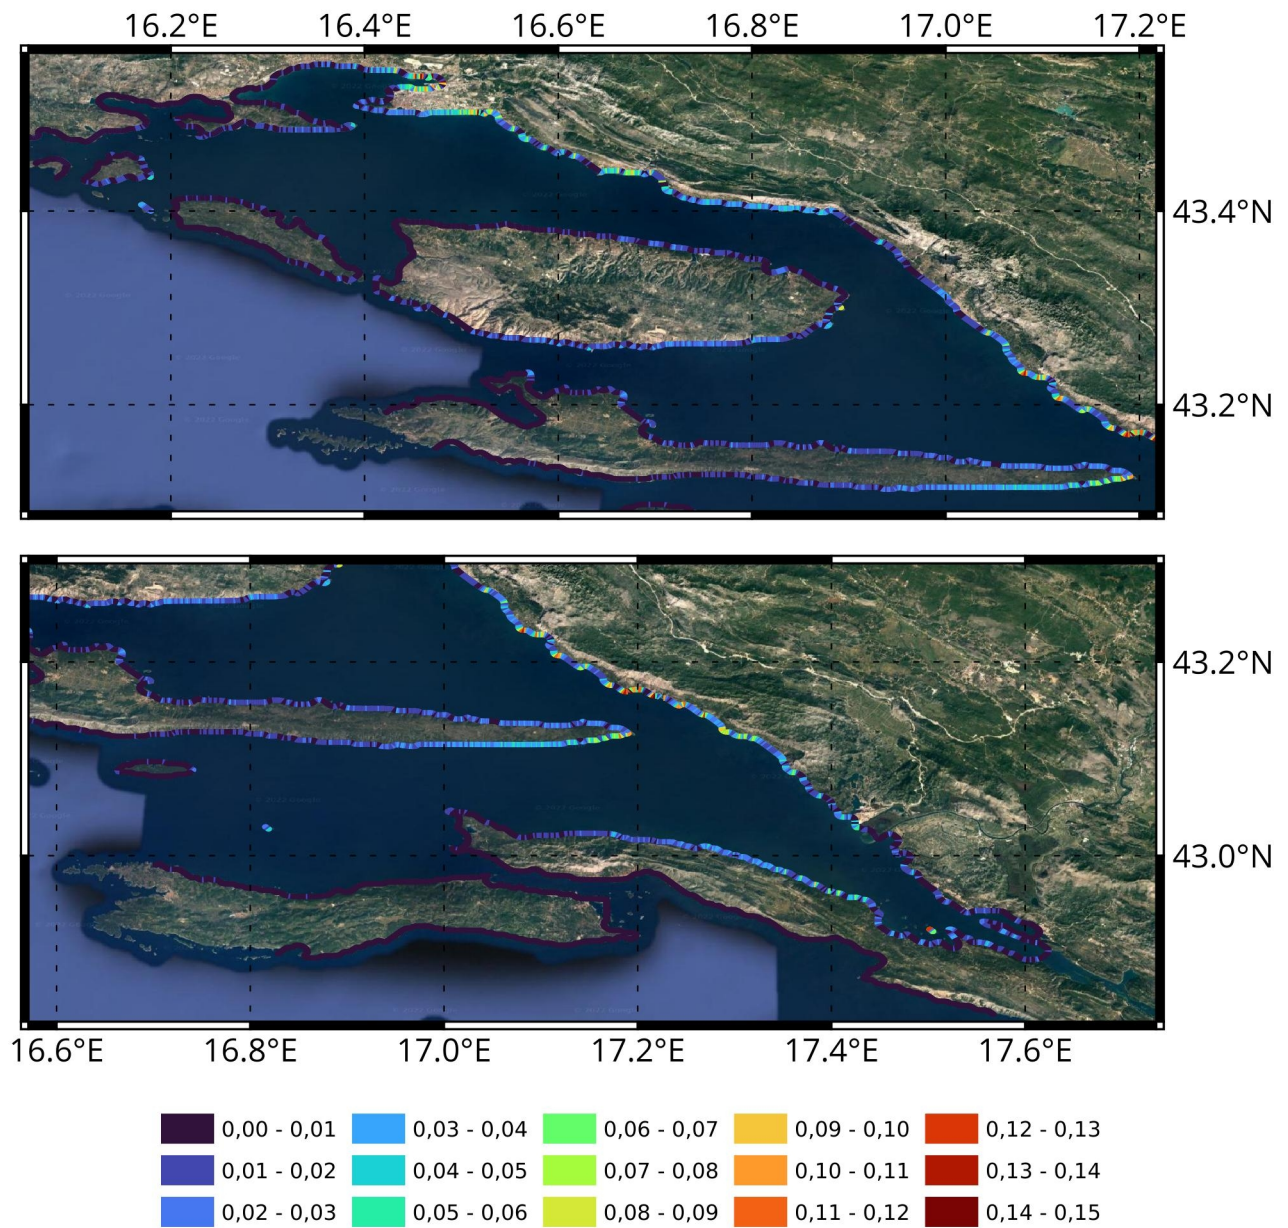 16.2°E 16.4°E 16.6°E 16.8°E 17.0°E 17.2°E
43.4°N
43.2°N
43.2°N
43.0°N
16.6°E 16.8°E 17.0°E 17.2°E 17.4°E 17.6°E
0,00 - 0,01 0,03 - 0,04 0,06 - 0,07 0,09 - 0,10 0,12 - 0,13
0,01 - 0,02 0,04 - 0,05 0,07 - 0,08 0,10 - 0,11 0,13 - 0,14
0,02 - 0,03 0,05 - 0,06 0,08 - 0,09 0,11 - 0,12 0,14 - 0,15